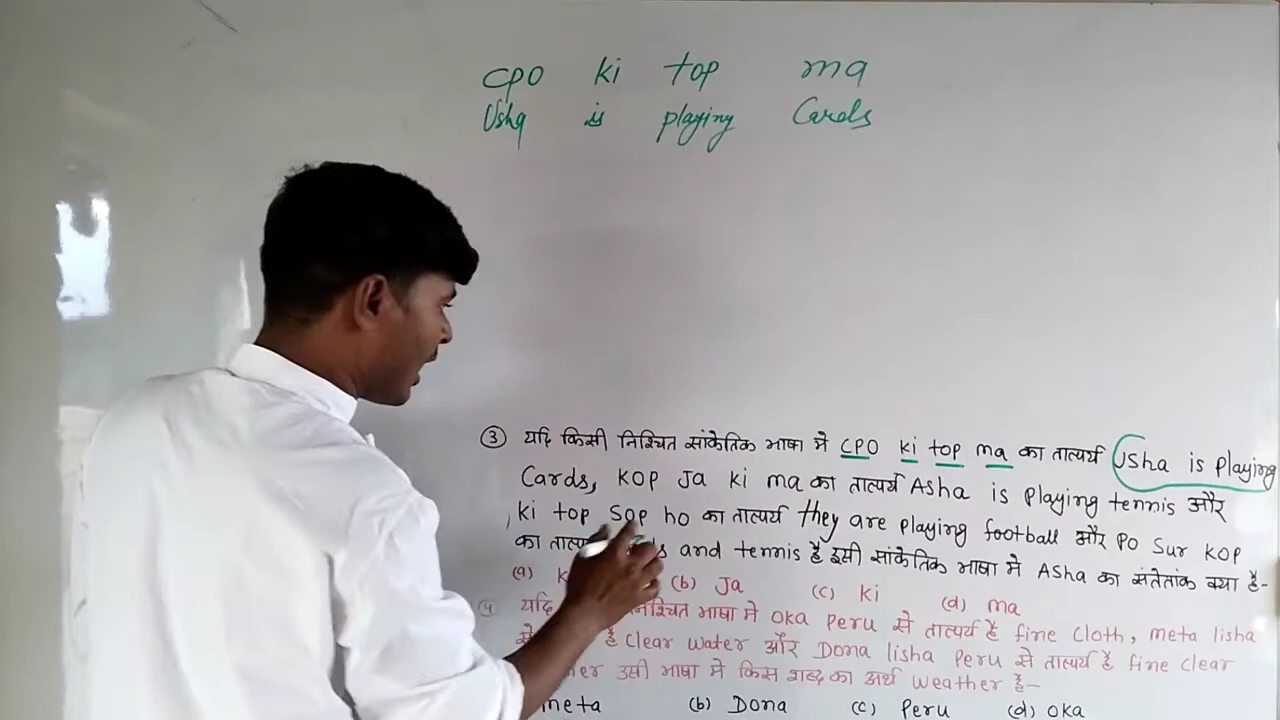 CPO ki top ma
Usha is playing Cards
③ यदि किसी निश्चित सांकेतिक भाषा मे CPO ki top ma का तात्पर्य Usha is Playing
Cards, KOP Ja ki ma का तात्पर्य Asha is playing tennis और
ki top Sop ho का तात्पर्य they are playing football और PO Sur KOP
का and tennis है इसी सांकेतिक भाषा मे Asha का संतेतांक क्या है-
(a) (b) Ja (c) ki (d) ma
④ यदि भाषा मे Oka Peru से तात्पर्य है fine Cloth, meta lisha
से है Clear water और Dona lisha Peru से तात्पर्य है fine Clear
उसी भाषा मे किस शब्द का अर्थ Weather है-
meta (b) Dona (c) Peru (d) Oka